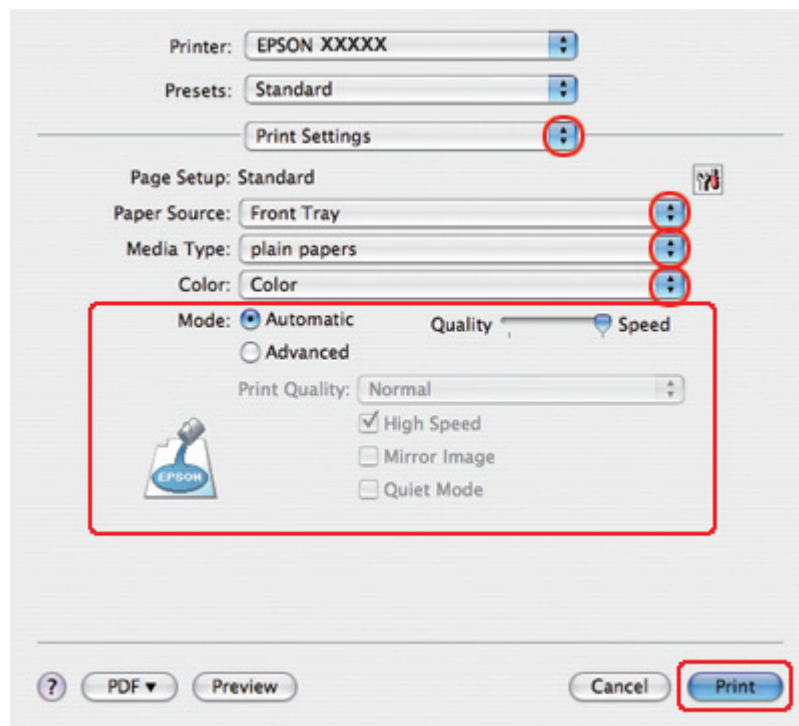 Printer: EPSON XXXXX
Presets: Standard
Print Settings
Page Setup: Standard
Paper Source: Front Tray
Media Type: plain papers
Color: Color
Mode: Automatic Quality Speed
Advanced
Print Quality: Normal
High Speed
Mirror Image
EPSON
Quiet Mode
? PDF▼ Preview Cancel Print